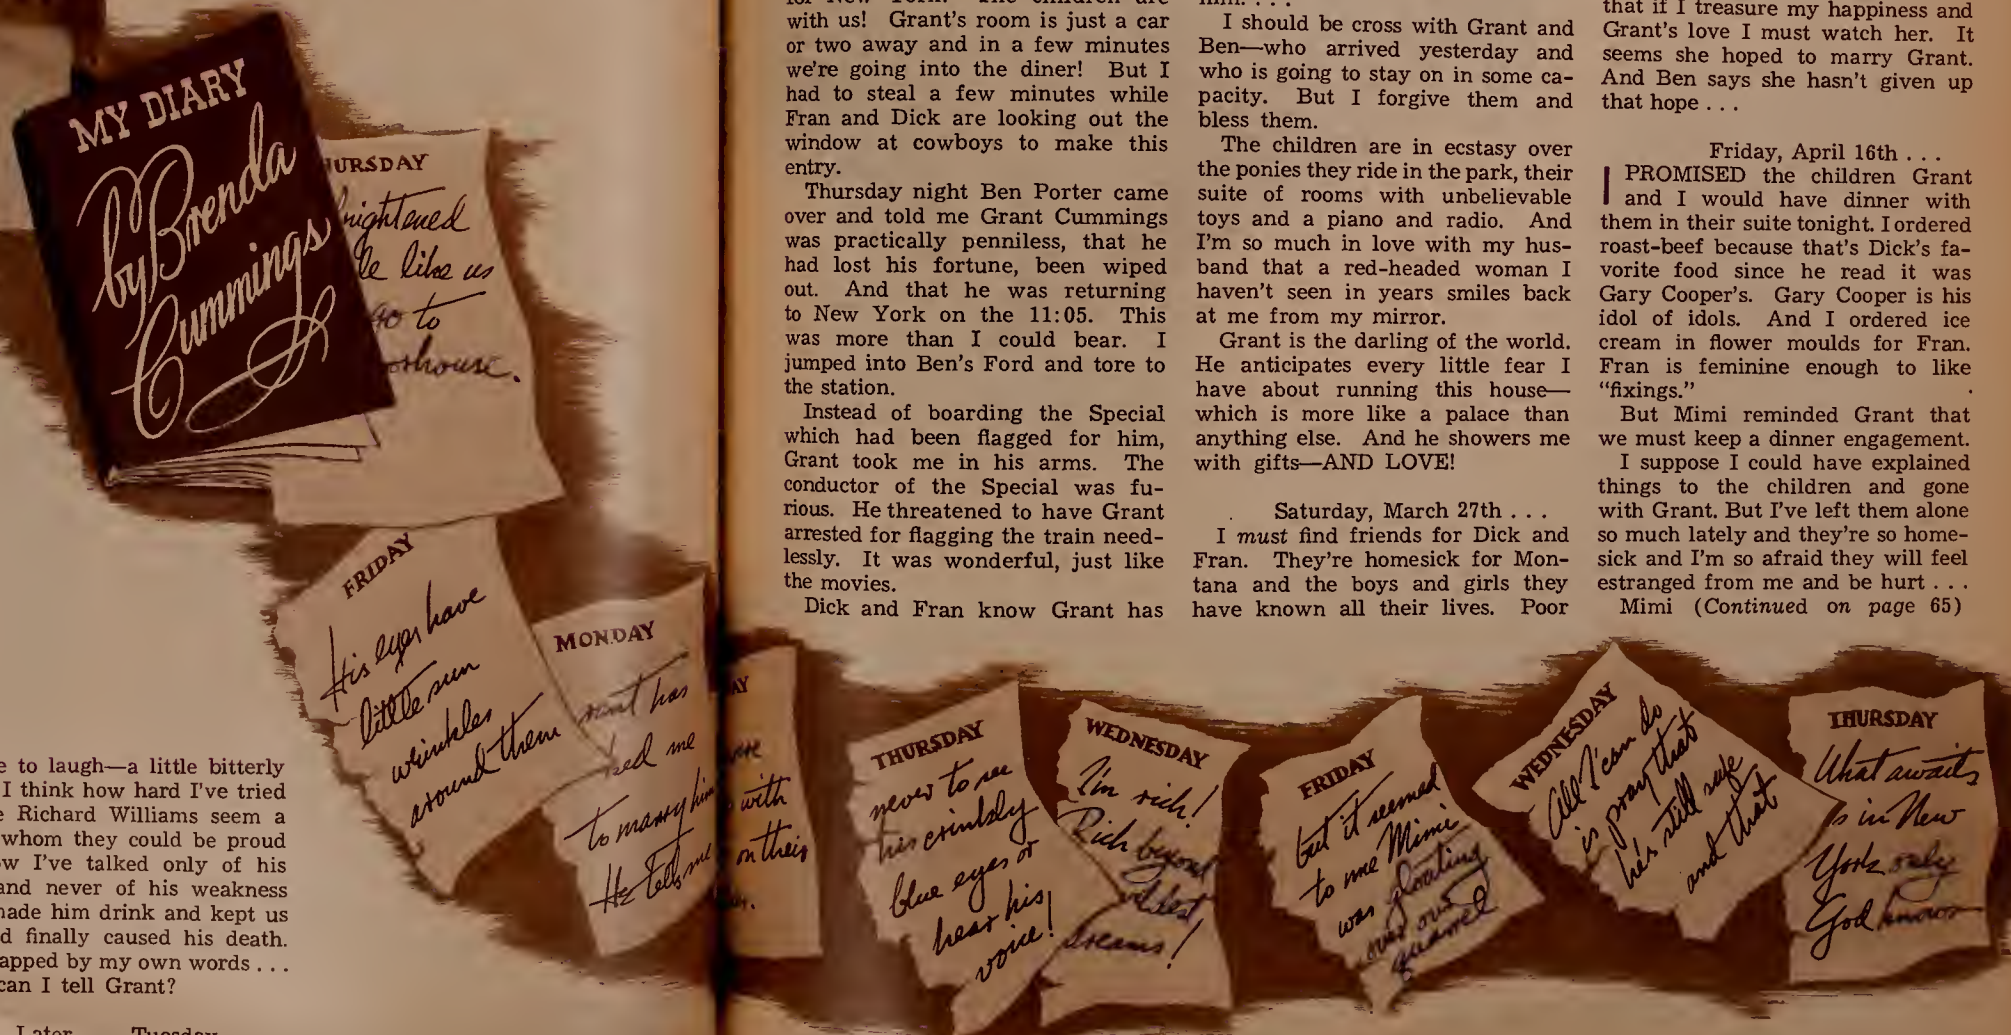 MY DIARY
by Brenda
Cummings
URSDAY
rightened
le like us
go to
orhouse.
FRIDAY
His eyes have
little sun
wrinkles
around them
MONDAY
rant has
ked me
to marry him
He tells me
e to laugh—a little bitterly
I think how hard I've tried
e Richard Williams seem a
whom they could be proud
w I've talked only of his
and never of his weakness
nade him drink and kept us
d finally caused his death.
apped by my own words . . .
can I tell Grant?
Later Tuesday
with us! Grant's room is just a car
or two away and in a few minutes
we're going into the diner! But I
had to steal a few minutes while
Fran and Dick are looking out the
window at cowboys to make this
entry.
Thursday night Ben Porter came
over and told me Grant Cummings
was practically penniless, that he
had lost his fortune, been wiped
out. And that he was returning
to New York on the 11:05. This
was more than I could bear. I
jumped into Ben's Ford and tore to
the station.
Instead of boarding the Special
which had been flagged for him,
Grant took me in his arms. The
conductor of the Special was fu-
rious. He threatened to have Grant
arrested for flagging the train need-
lessly. It was wonderful, just like
the movies.
Dick and Fran know Grant has
I should be cross with Grant and
Ben—who arrived yesterday and
who is going to stay on in some ca-
pacity. But I forgive them and
bless them.
The children are in ecstasy over
the ponies they ride in the park, their
suite of rooms with unbelievable
toys and a piano and radio. And
I'm so much in love with my hus-
band that a red-headed woman I
haven't seen in years smiles back
at me from my mirror.
Grant is the darling of the world.
He anticipates every little fear I
have about running this house—
which is more like a palace than
anything else. And he showers me
with gifts—AND LOVE!
Saturday, March 27th . . .
I must find friends for Dick and
Fran. They're homesick for Mon-
tana and the boys and girls they
have known all their lives. Poor
that if I treasure my happiness and
Grant's love I must watch her. It
seems she hoped to marry Grant.
And Ben says she hasn't given up
that hope . . .
Friday, April 16th . . .
I PROMISED the children Grant
and I would have dinner with
them in their suite tonight. I ordered
roast-beef because that's Dick's fa-
vorite food since he read it was
Gary Cooper's. Gary Cooper is his
idol of idols. And I ordered ice
cream in flower moulds for Fran.
Fran is feminine enough to like
"fixings."
But Mimi reminded Grant that
we must keep a dinner engagement.
I suppose I could have explained
things to the children and gone
with Grant. But I've left them alone
so much lately and they're so home-
sick and I'm so afraid they will feel
estranged from me and be hurt . . .
Mimi (Continued on page 65)
AY
with
on their
THURSDAY
never to see
his crinkly
blue eyes or
hear his
voice!
WEDNESDAY
I'm rich!
Rich beyond
wildest
dreams!
FRIDAY
but it seemed
to me Mimi
was gloating
over our
quarrel
WEDNESDAY
All I can do
is pray that
he's still safe
and that
THURSDAY
What awaits
s in New
York only
God knows